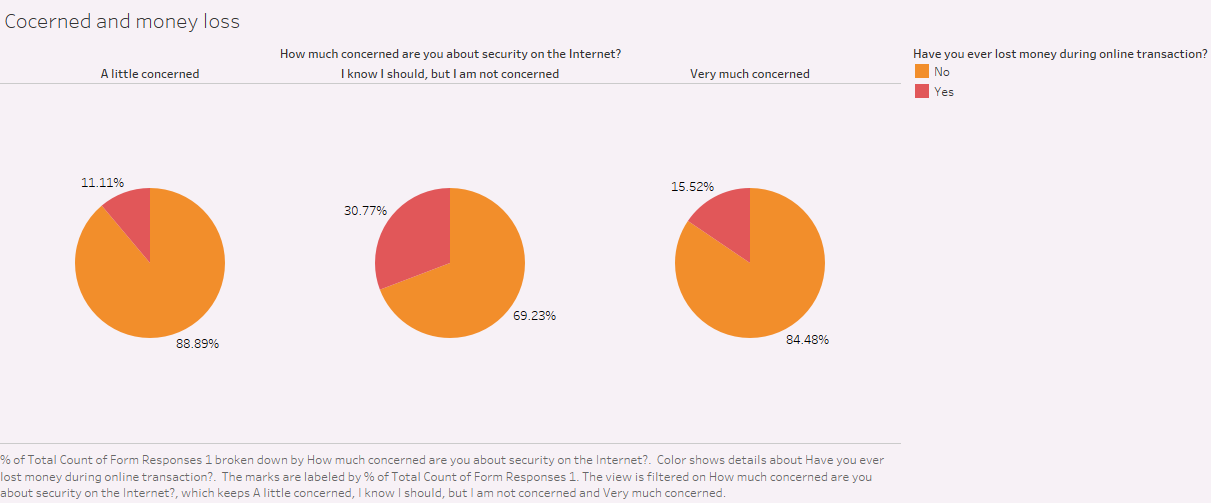 Cocerned and money loss
How much concerned are you about security on the Internet?
A little concerned
I know I should, but I am not concerned
Very much concerned
Have you ever lost money during online transaction?
No
Yes
11.11%
88.89%
30.77%
69.23%
15.52%
84.48%
% of Total Count of Form Responses 1 broken down by How much concerned are you about security on the Internet?.  Color shows details about Have you ever
lost money during online transaction?.  The marks are labeled by % of Total Count of Form Responses 1. The view is filtered on How much concerned are you
about security on the Internet?, which keeps A little concerned, I know I should, but I am not concerned and Very much concerned.